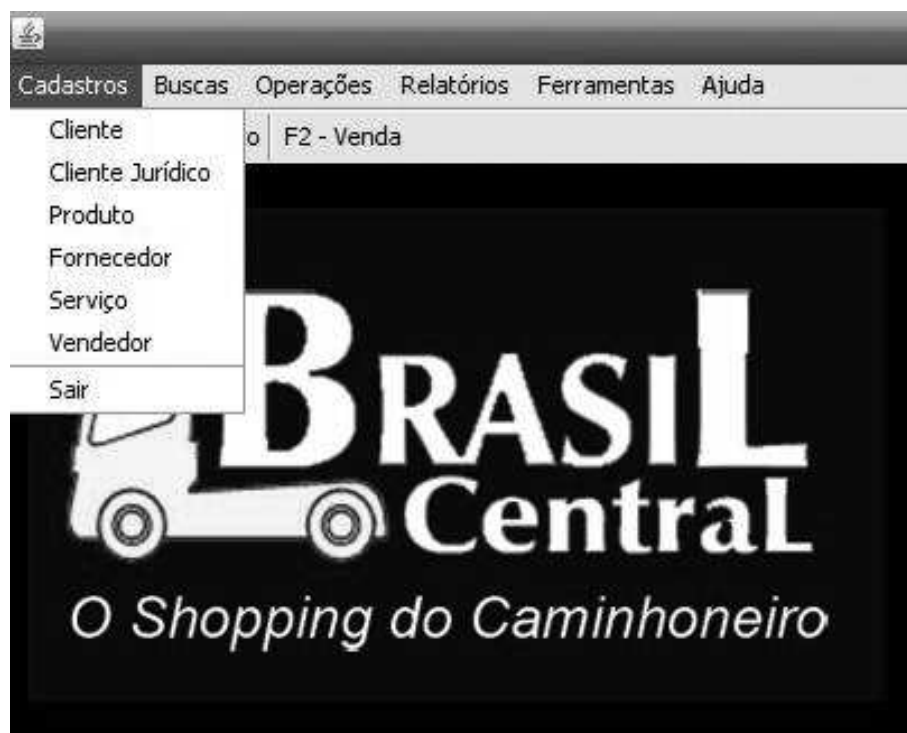 Cadastros Buscas Operações Relatórios Ferramentas Ajuda
Cliente
o F2 - Venda
Cliente Jurídico
Produto
Fornecedor
Serviço
Vendedor
Sair
BRASIL
CentraL
O Shopping do Caminhoneiro